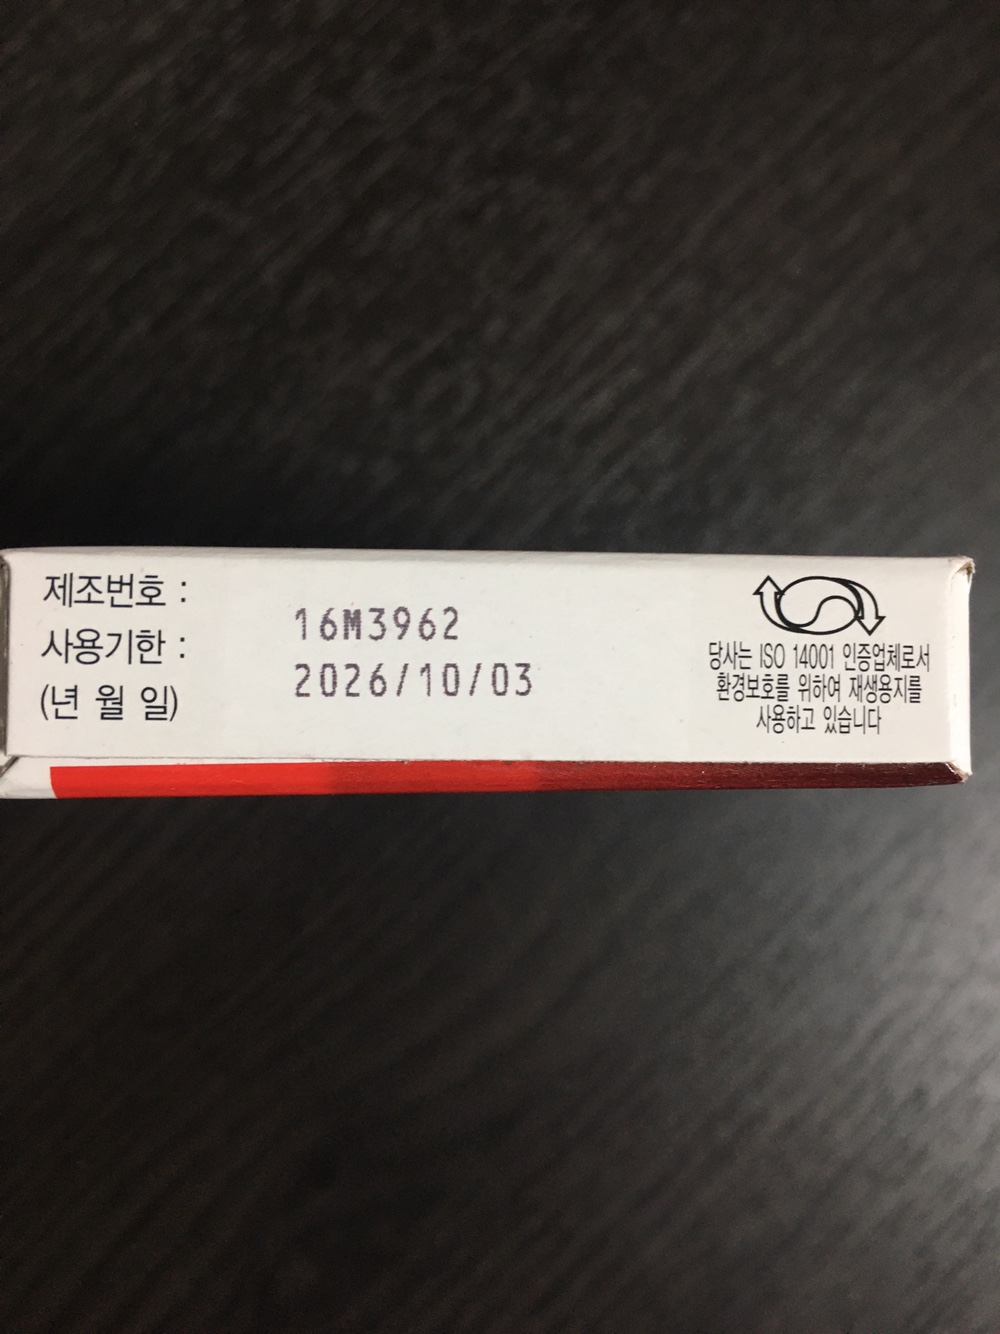 제조번호 :
16M3962
사용기한 :
2026/10/03
(년 월 일)
당사는 ISO 14001 인증업체로서
환경보호를 위하여 재생용지를
사용하고 있습니다